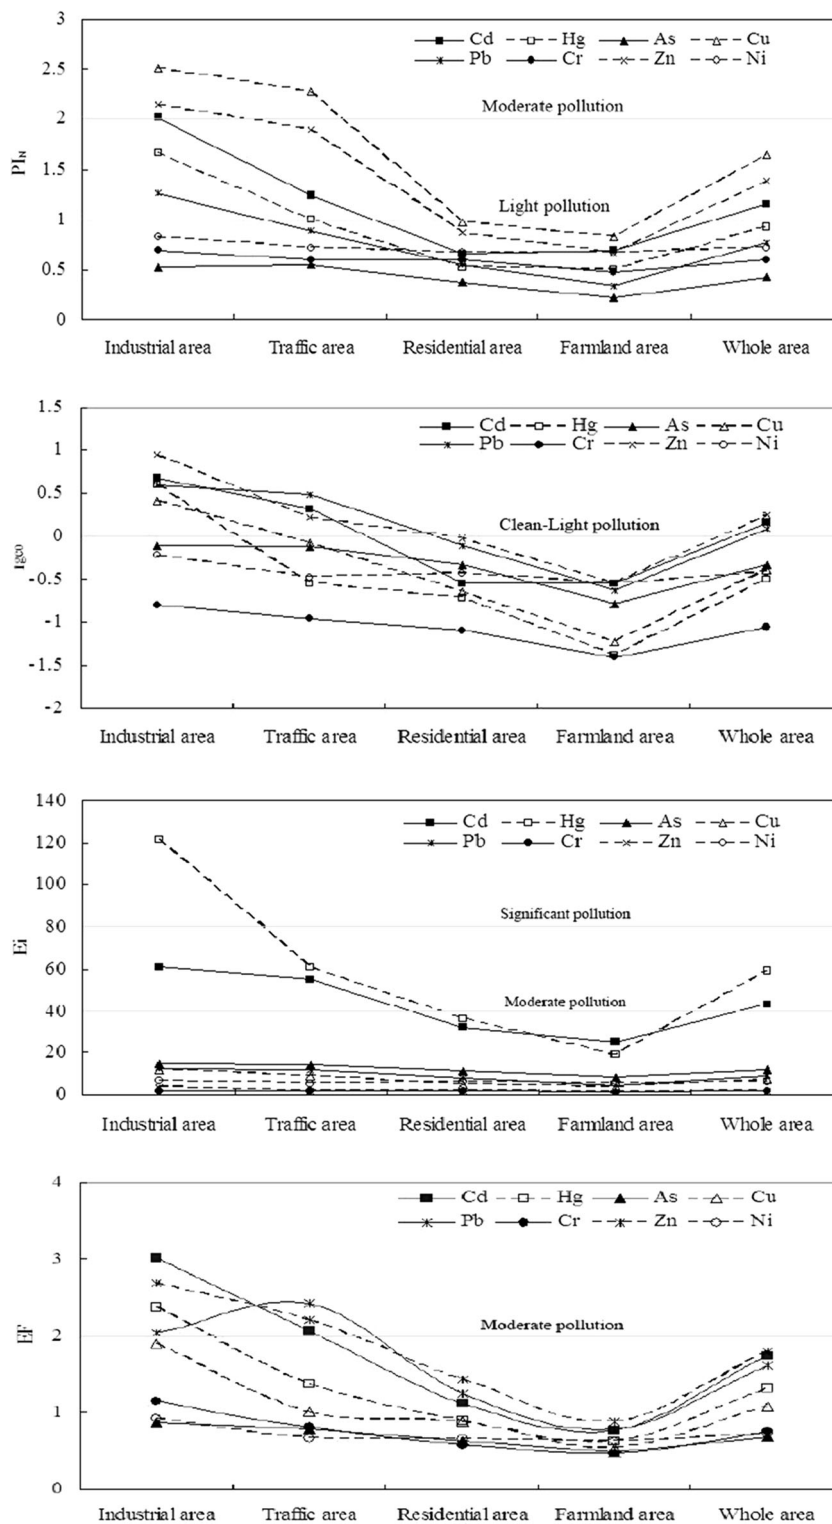 3
Cd Hg As Cu
Pb Cr Zn Ni
2.5
Moderate pollution
2
PI_N
1.5
Light pollution
1
0.5
0
Industrial area Traffic area Residential area Farmland area Whole area
1.5
Cd Hg As Cu
Pb Cr Zn Ni
1
0.5
Clean-Light pollution
0
Igeo
-0.5
-1
-1.5
-2
Industrial area Traffic area Residential area Farmland area Whole area
140
Cd Hg As Cu
Pb Cr Zn Ni
120
100
Significant pollution
80
Ei
60
Moderate pollution
40
20
0
Industrial area Traffic area Residential area Farmland area Whole area
4
Cd Hg As Cu
Pb Cr Zn Ni
3
Moderate pollution
2
EF
1
0
Industrial area Traffic area Residential area Farmland area Whole area